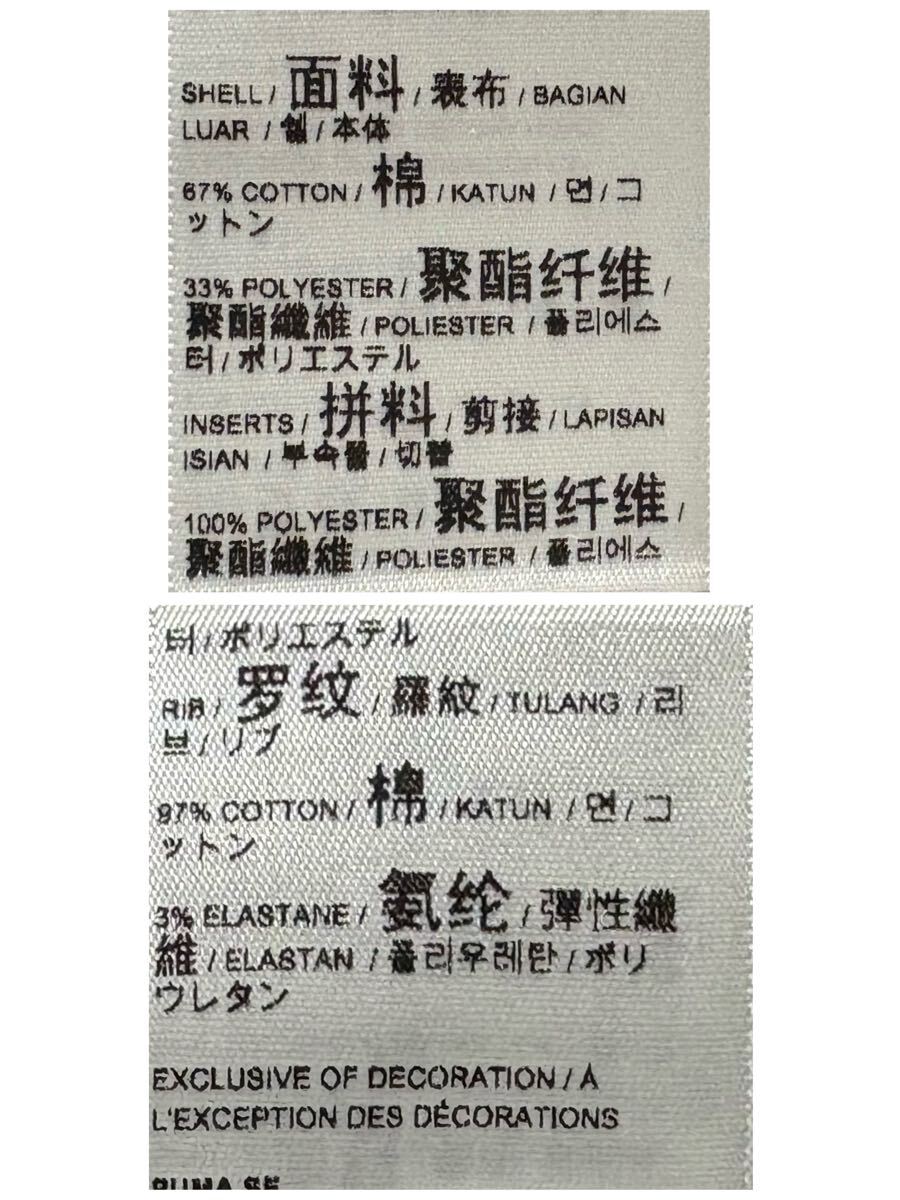 SHELL / 面料 / 表布 / BAGIAN
LUAR / 쉘 / 本体
67% COTTON / 棉 / KATUN / 면 / コ
ットン
33% POLYESTER / 聚酯纤维 /
聚酯纖維 / POLIESTER / 폴리에스
터 / ポリエステル
INSERTS / 拼料 / 剪接 / LAPISAN
ISIAN / 부속물 / 切替
100% POLYESTER / 聚酯纤维 /
聚酯纖維 / POLIESTER / 폴리에스
터 / ポリエステル
RIB / 罗纹 / 羅紋 / TULANG / 리
브 / リブ
97% COTTON / 棉 / KATUN / 면 / コ
ットン
3% ELASTANE / 氨纶 / 彈性纖
維 / ELASTAN / 폴리우레탄 / ポリ
ウレタン
EXCLUSIVE OF DECORATION / À
L'EXCEPTION DES DÉCORATIONS
PUMA SE